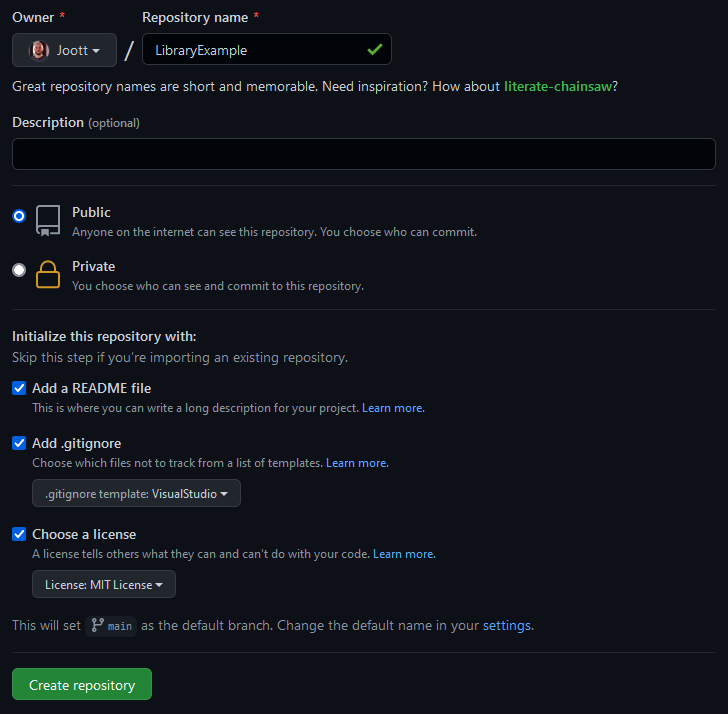 Owner * Repository name *
Joott / LibraryExample
Great repository names are short and memorable. Need inspiration? How about literate-chainsaw?
Description (optional)
Public
Anyone on the internet can see this repository. You choose who can commit.
Private
You choose who can see and commit to this repository.
Initialize this repository with:
Skip this step if you're importing an existing repository.
Add a README file
This is where you can write a long description for your project. Learn more.
Add .gitignore
Choose which files not to track from a list of templates. Learn more.
.gitignore template: VisualStudio
Choose a license
A license tells others what they can and can't do with your code. Learn more.
License: MIT License
This will set main as the default branch. Change the default name in your settings.
Create repository